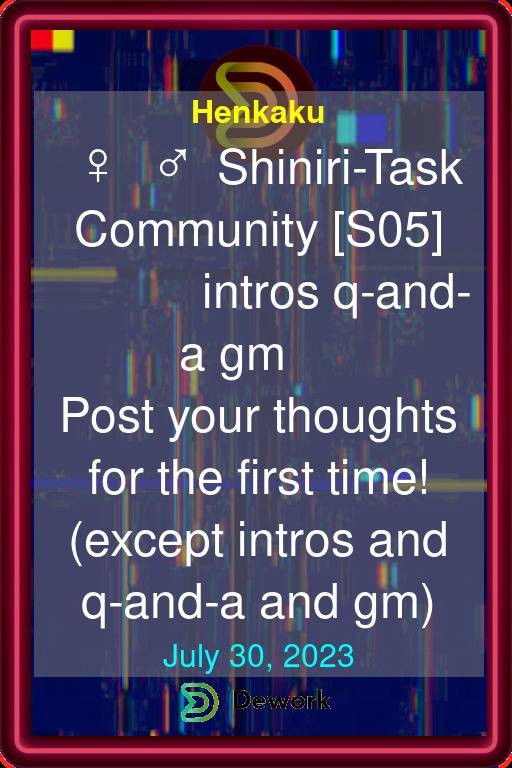 Henkaku
♀ ♂ Shiniri-Task
Community [S05]
intros q-and-
a gm
Post your thoughts
for the first time!
(except intros and
q-and-a and gm)
July 30, 2023
Dework